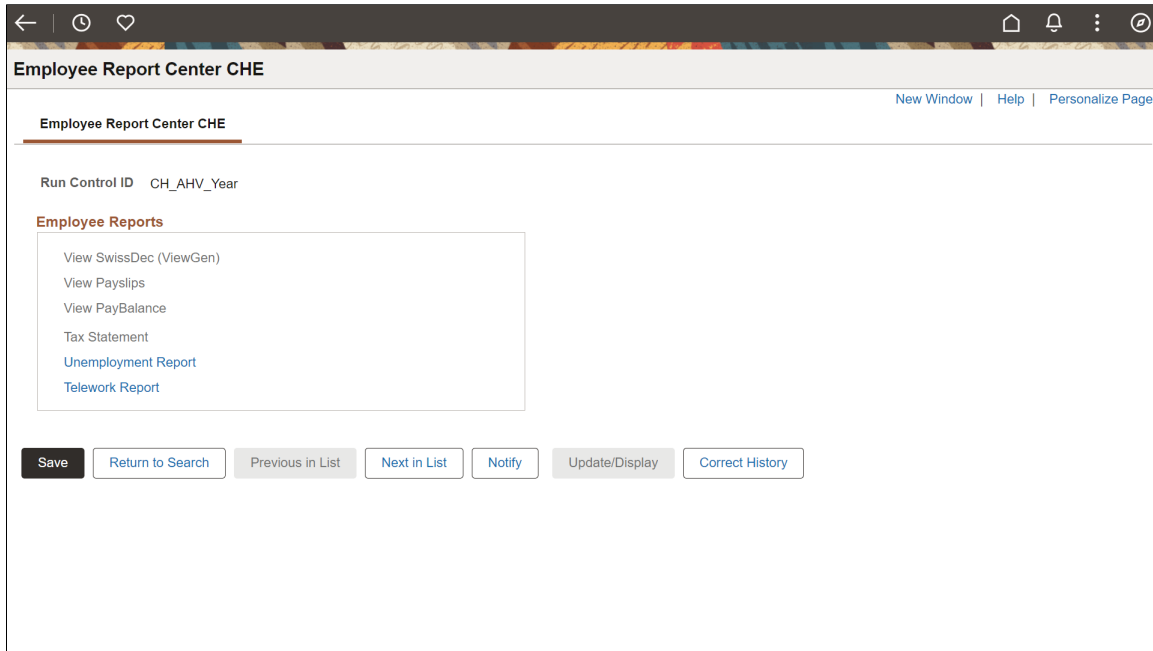 Employee Report Center CHE
New Window | Help | Personalize Page
Employee Report Center CHE
Run Control ID CH_AHV_Year
Employee Reports
View SwissDec (ViewGen)
View Payslips
View PayBalance
Tax Statement
Unemployment Report
Telework Report
Save Return to Search Previous in List Next in List Notify Update/Display Correct History